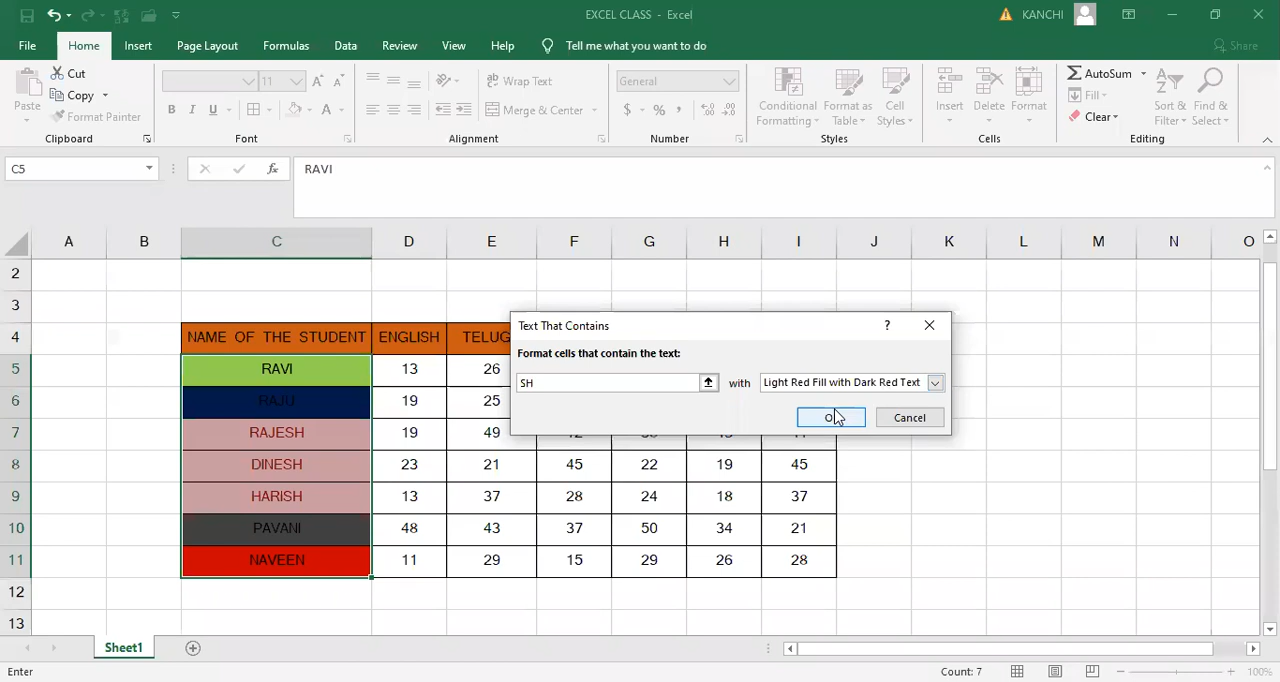 EXCEL CLASS - Excel
KANCHI
File Home Insert Page Layout Formulas Data Review View Help Tell me what you want to do Share
Paste
Cut
Copy
Format Painter
Clipboard
11
B I U
Font
Wrap Text
Merge & Center
Alignment
General
$ % ,
Number
Conditional Formatting
Format as Table
Cell Styles
Styles
Insert
Delete
Format
Cells
AutoSum
Fill
Clear
Sort & Filter
Find & Select
Editing
C5
fx
RAVI
A B C D E F G H I J K L M N O
2
3
4 NAME OF THE STUDENT ENGLISH TELUG
5 RAVI 13 26
6 RAJU 19 25
7 RAJESH 19 49
8 DINESH 23 21 45 22 19 45
9 HARISH 13 37 28 24 18 37
10 PAVANI 48 43 37 50 34 21
11 NAVEEN 11 29 15 29 26 28
12
13
Text That Contains
?
Format cells that contain the text:
SH with Light Red Fill with Dark Red Text
Cancel
Sheet1
Enter
Count: 7
100%